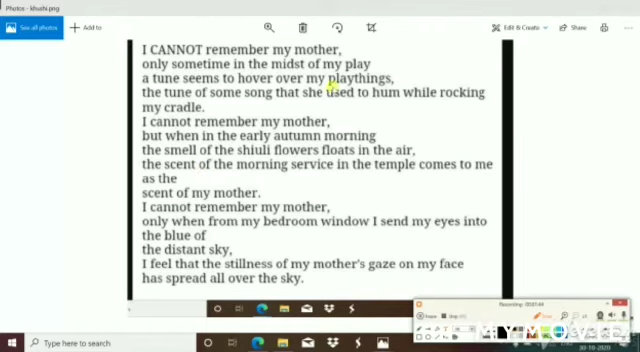 Photos - khushi.png
See all photos
+ Add to
Edit & Create
Share
I CANNOT remember my mother,
only sometime in the midst of my play
a tune seems to hover over my playthings,
the tune of some song that she used to hum while rocking
my cradle.
I cannot remember my mother,
but when in the early autumn morning
the smell of the shiuli flowers floats in the air,
the scent of the morning service in the temple comes to me
as the
scent of my mother.
I cannot remember my mother,
only when from my bedroom window I send my eyes into
the blue of
the distant sky,
I feel that the stillness of my mother's gaze on my face
has spread all over the sky.
Type here to search
30-10-2020